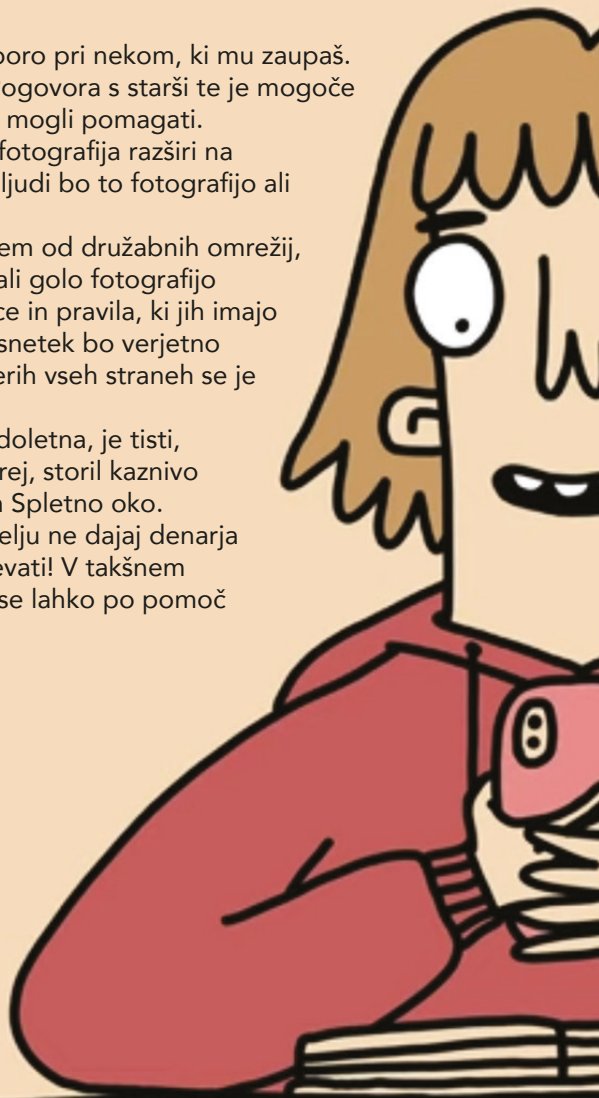 poro pri nekom, ki mu zaupaš.
ogovora s starši te je mogoče
mogli pomagati.
fotografija razširi na
ljudi bo to fotografijo ali
em od družabnih omrežij,
ali golo fotografijo
ce in pravila, ki jih imajo
snetek bo verjetno
erih vseh straneh se je
doletna, je tisti,
rej, storil kaznivo
Spletno oko.
elju ne dajaj denarja
evati! V takšnem
se lahko po pomoč